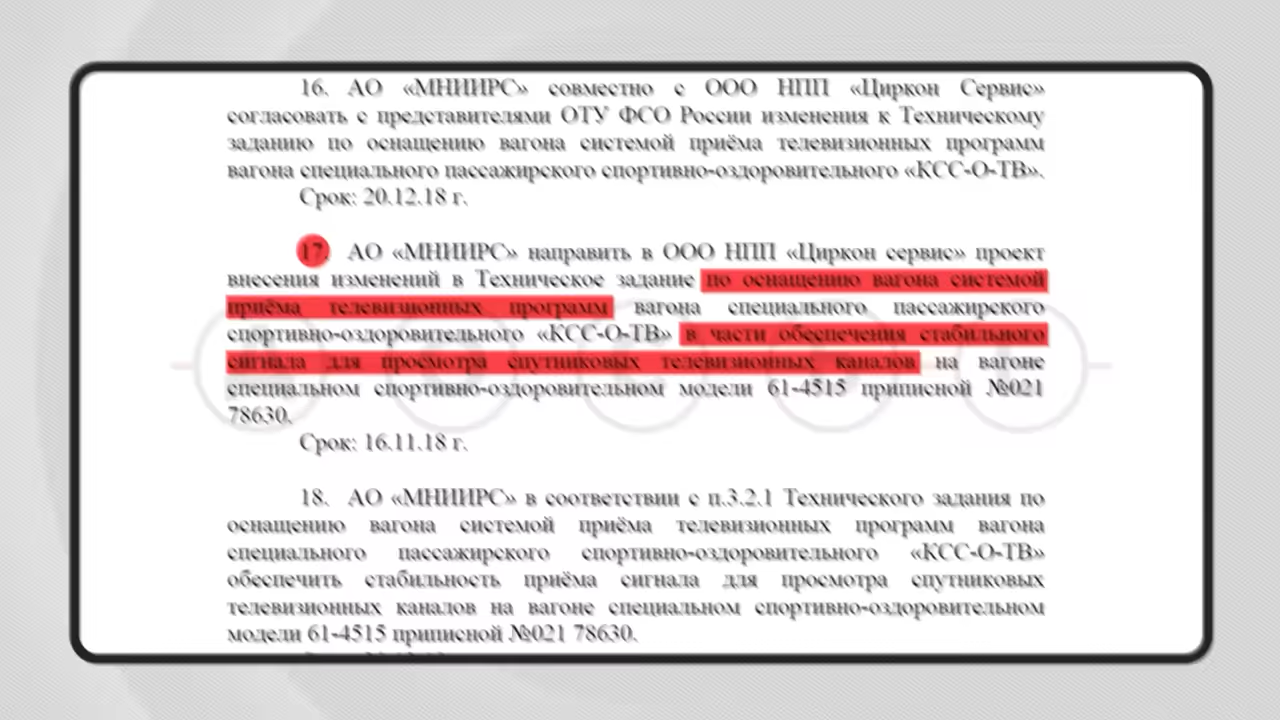 16. АО «МНИИРС» совместно с ООО НПП «Циркон Сервис»
согласовать с представителями ОТУ ФСО России изменения к Техническому
заданию по оснащению вагона системой приёма телевизионных программ
вагона специального пассажирского спортивно-оздоровительного «КСС-О-ТВ».
Срок: 20.12.18 г.
17. АО «МНИИРС» направить в ООО НПП «Циркон сервис» проект
внесения изменений в Техническое задание по оснащению вагона системой
приёма телевизионных программ вагона специального пассажирского
спортивно-оздоровительного «КСС-О-ТВ» в части обеспечения стабильного
сигнала для просмотра спутниковых телевизионных каналов на вагоне
специальном спортивно-оздоровительном модели 61-4515 приписной №021
78630.
Срок: 16.11.18 г.
18. АО «МНИИРС» в соответствии с п.3.2.1 Технического задания по
оснащению вагона системой приёма телевизионных программ вагона
специального пассажирского спортивно-оздоровительного «КСС-О-ТВ»
обеспечить стабильность приёма сигнала для просмотра спутниковых
телевизионных каналов на вагоне специальном спортивно-оздоровительном
модели 61-4515 приписной №021 78630.